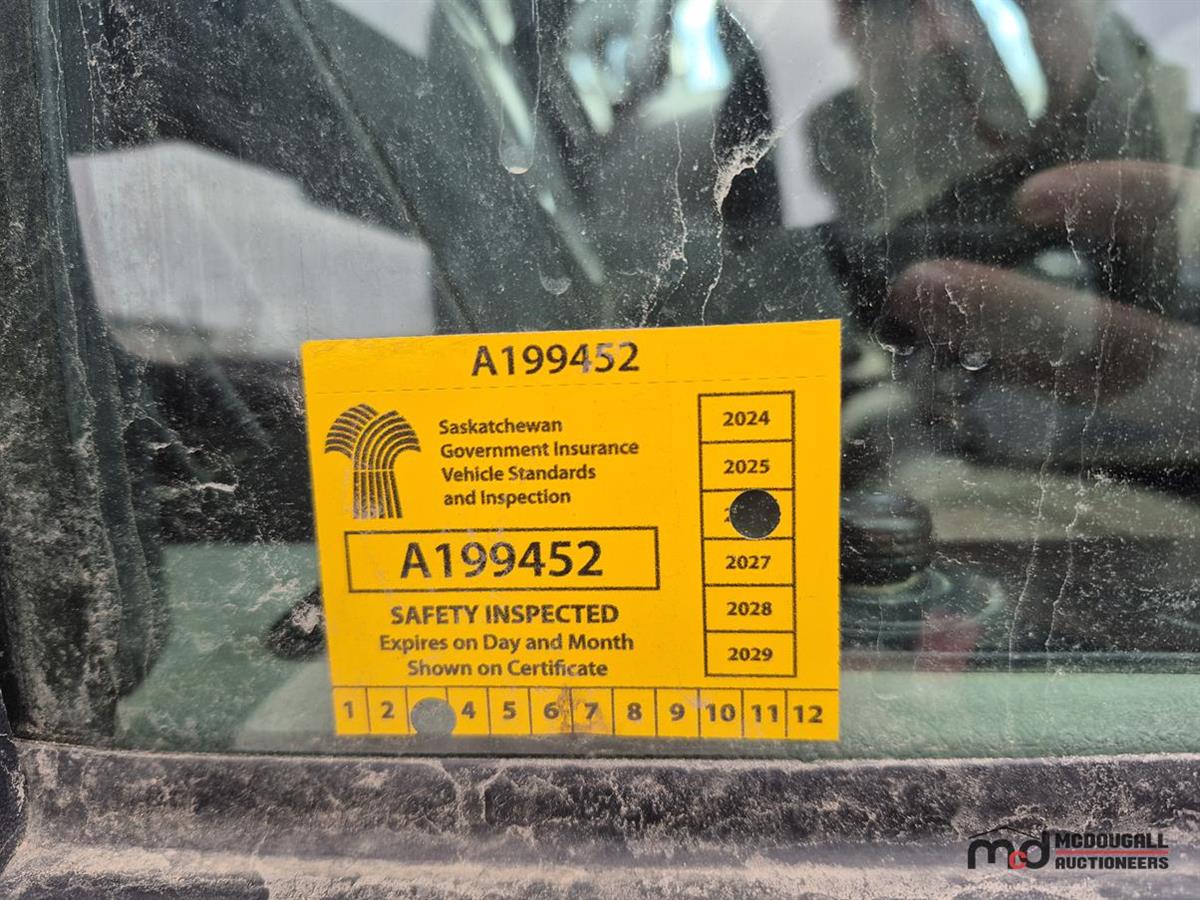 A199452
Saskatchewan
Government Insurance
Vehicle Standards
and Inspection
A199452
SAFETY INSPECTED
Expires on Day and Month
Shown on Certificate
2024
2025
2027
2028
2029
1 2 4 5 6 7 8 9 10 11 12
mcd MCDOUGALL
AUCTIONEERS